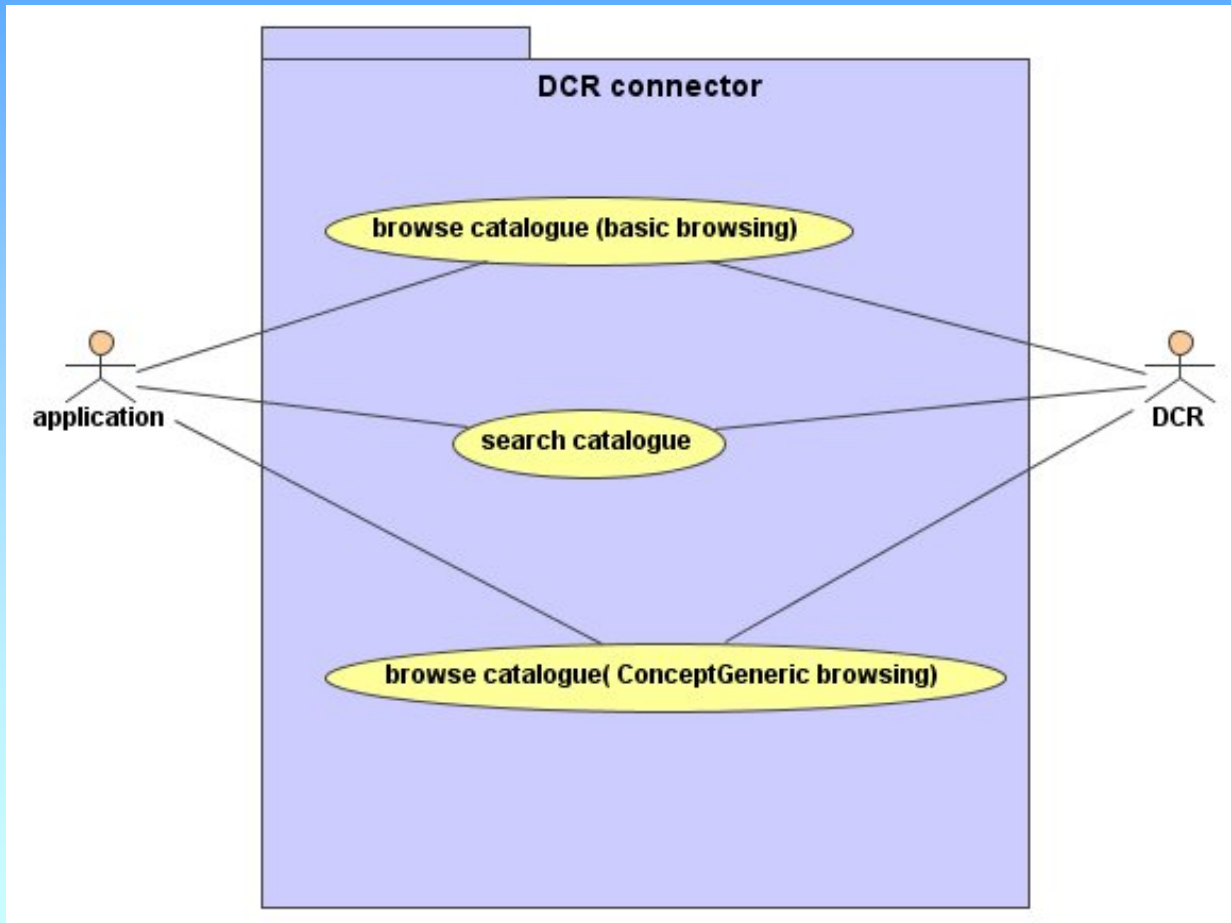 DCR connector
browse catalogue (basic browsing)
application
DCR
search catalogue
browse catalogue( ConceptGeneric browsing)